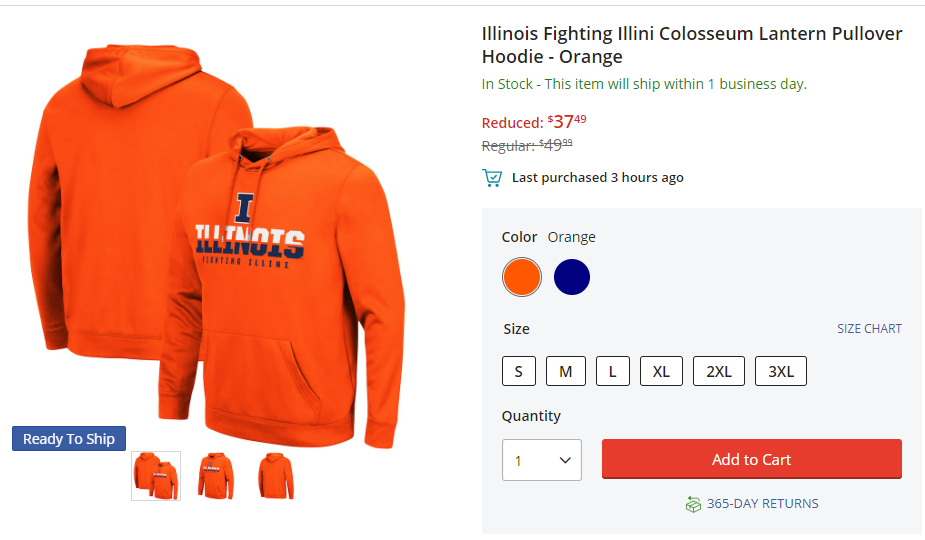 Illinois Fighting Illini Colosseum Lantern Pullover
Hoodie - Orange
In Stock - This item will ship within 1 business day.
Reduced: $37.49
Regular: $49.99
Last purchased 3 hours ago
Color Orange
Size SIZE CHART
S M L XL 2XL 3XL
Quantity
1 Add to Cart
365-DAY RETURNS
I
ILLINOIS
FIGHTING ILLINI
Ready To Ship